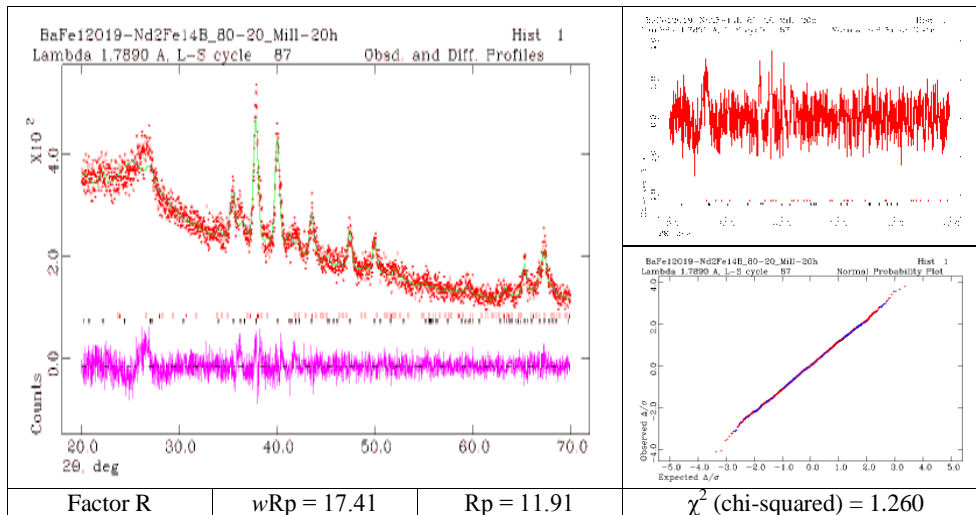 BaFe12O19-Nd2Fe14B_80-20_Mill-20h Hist 1
Lambda 1.7890 A, L-S cycle 67 Obsd. and Diff. Profiles
X10 2
4.0
2.0
0.0
Counts
20.0 30.0 40.0 50.0 60.0 70.0
2Θ, deg
Hist 1
BaFe12O19-Nd2Fe14B_80-20_Mill-20h Hist 1
Lambda 1.7890 A, L-S cycle 67 Normal Probability Plot
4.0
2.0
0.0
-2.0
-4.0
Observed Δ/σ
-5.0 -4.0 -3.0 -2.0 -1.0 0.0 1.0 2.0 3.0 4.0 5.0
Expected Δ/σ
Factor R wRp = 17.41 Rp = 11.91 χ² (chi-squared) = 1.260